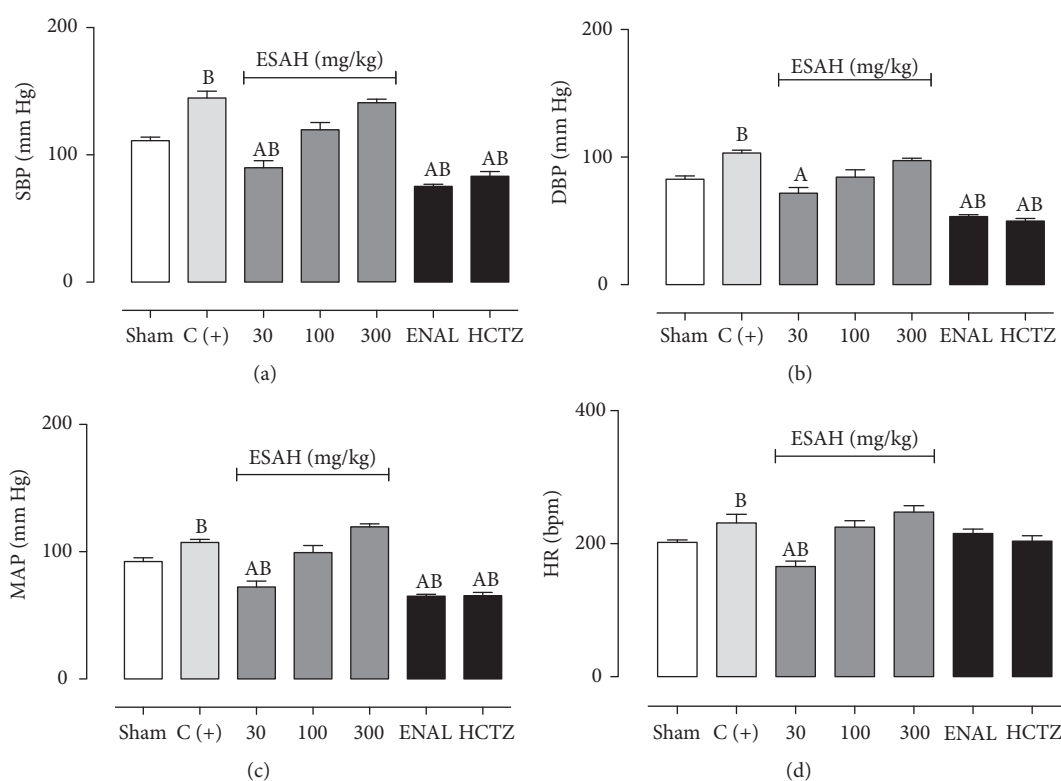 200
ESAH (mg/kg)
B
SBP (mm Hg)
100
AB
AB
AB
0
Sham C (+) 30 100 300 ENAL HCTZ
(a)
200
ESAH (mg/kg)
B
DBP (mm Hg)
100
A
AB
AB
0
Sham C (+) 30 100 300 ENAL HCTZ
(b)
200
ESAH (mg/kg)
B
MAP (mm Hg)
100
AB
AB
AB
0
Sham C (+) 30 100 300 ENAL HCTZ
(c)
400
ESAH (mg/kg)
B
HR (bpm)
200
AB
0
Sham C (+) 30 100 300 ENAL HCTZ
(d)